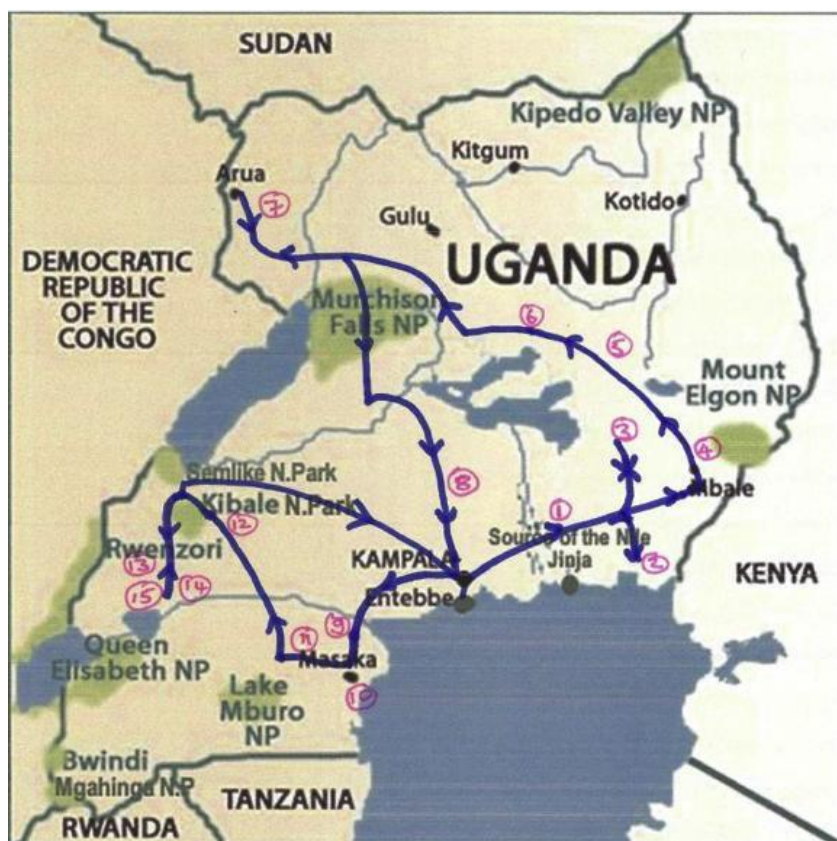 SUDAN
Kipedo Valley NP
Kitgum
Arua
7
Kotido
Gulu
UGANDA
DEMOCRATIC
REPUBLIC
OF THE
CONGO
Murchison
Falls NP
6
5
Mount
Elgon NP
3
4
Semlike N.Park
8
Mbale
Kibale N.Park
12
1
Source of the Nile
Jinja
Rwenzori
KAMPALA
13
2
KENYA
15
14
Entebbe
9
Queen
Elisabeth NP
11
Masaka
10
Lake
Mburo
NP
Bwindi
Mgahinga N.P
TANZANIA
RWANDA